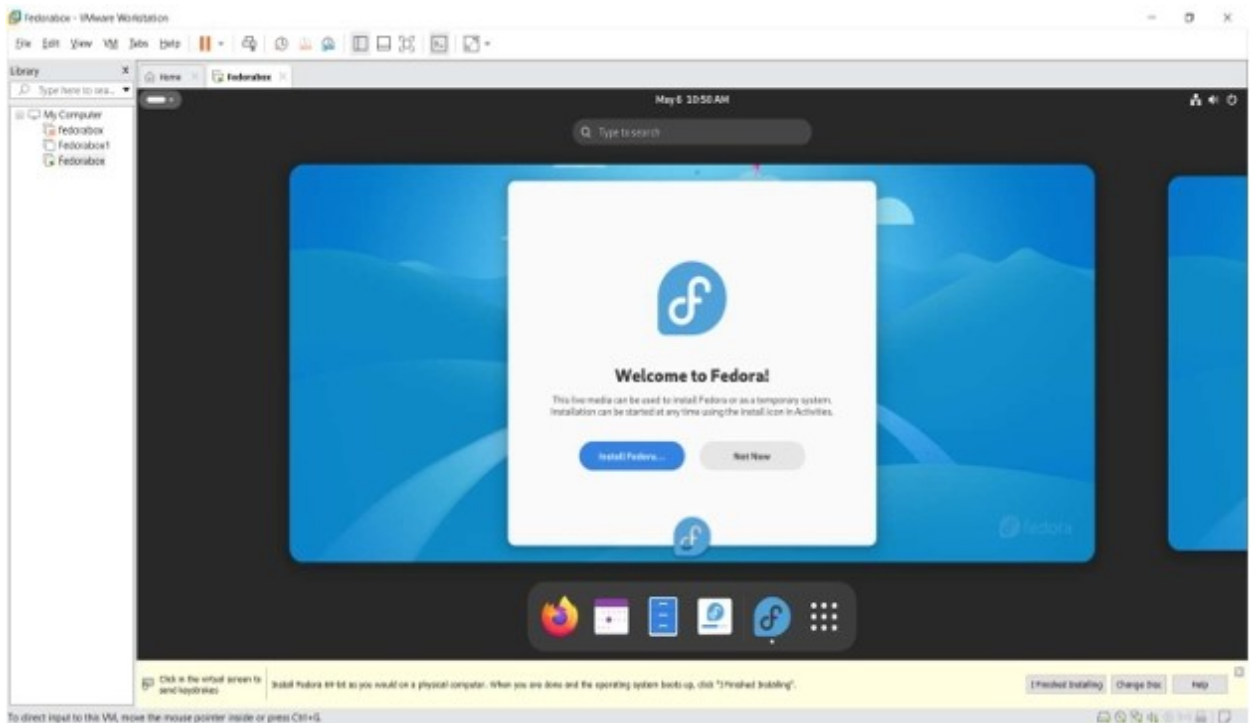 Fedorabox - VMware Workstation
File Edit View VM Tabs Help
Library
Home
Fedorabox
Type here to sea...
My Computer
fedorabox
Fedorabox1
Fedorabox
May 6 10:50 AM
Type to search
Welcome to Fedora!
This live media can be used to install Fedora or as a temporary system.
Installation can be started at any time using the install icon in Activities.
Install Fedora...
Not Now
fedora
Click in the virtual screen to
send keystrokes
Install Fedora 64-bit as you would on a physical computer. When you are done and the operating system boots up, click "I Finished Installing".
I Finished Installing
Change Disc
Help
To direct input to this VM, move the mouse pointer inside or press Ctrl+G.